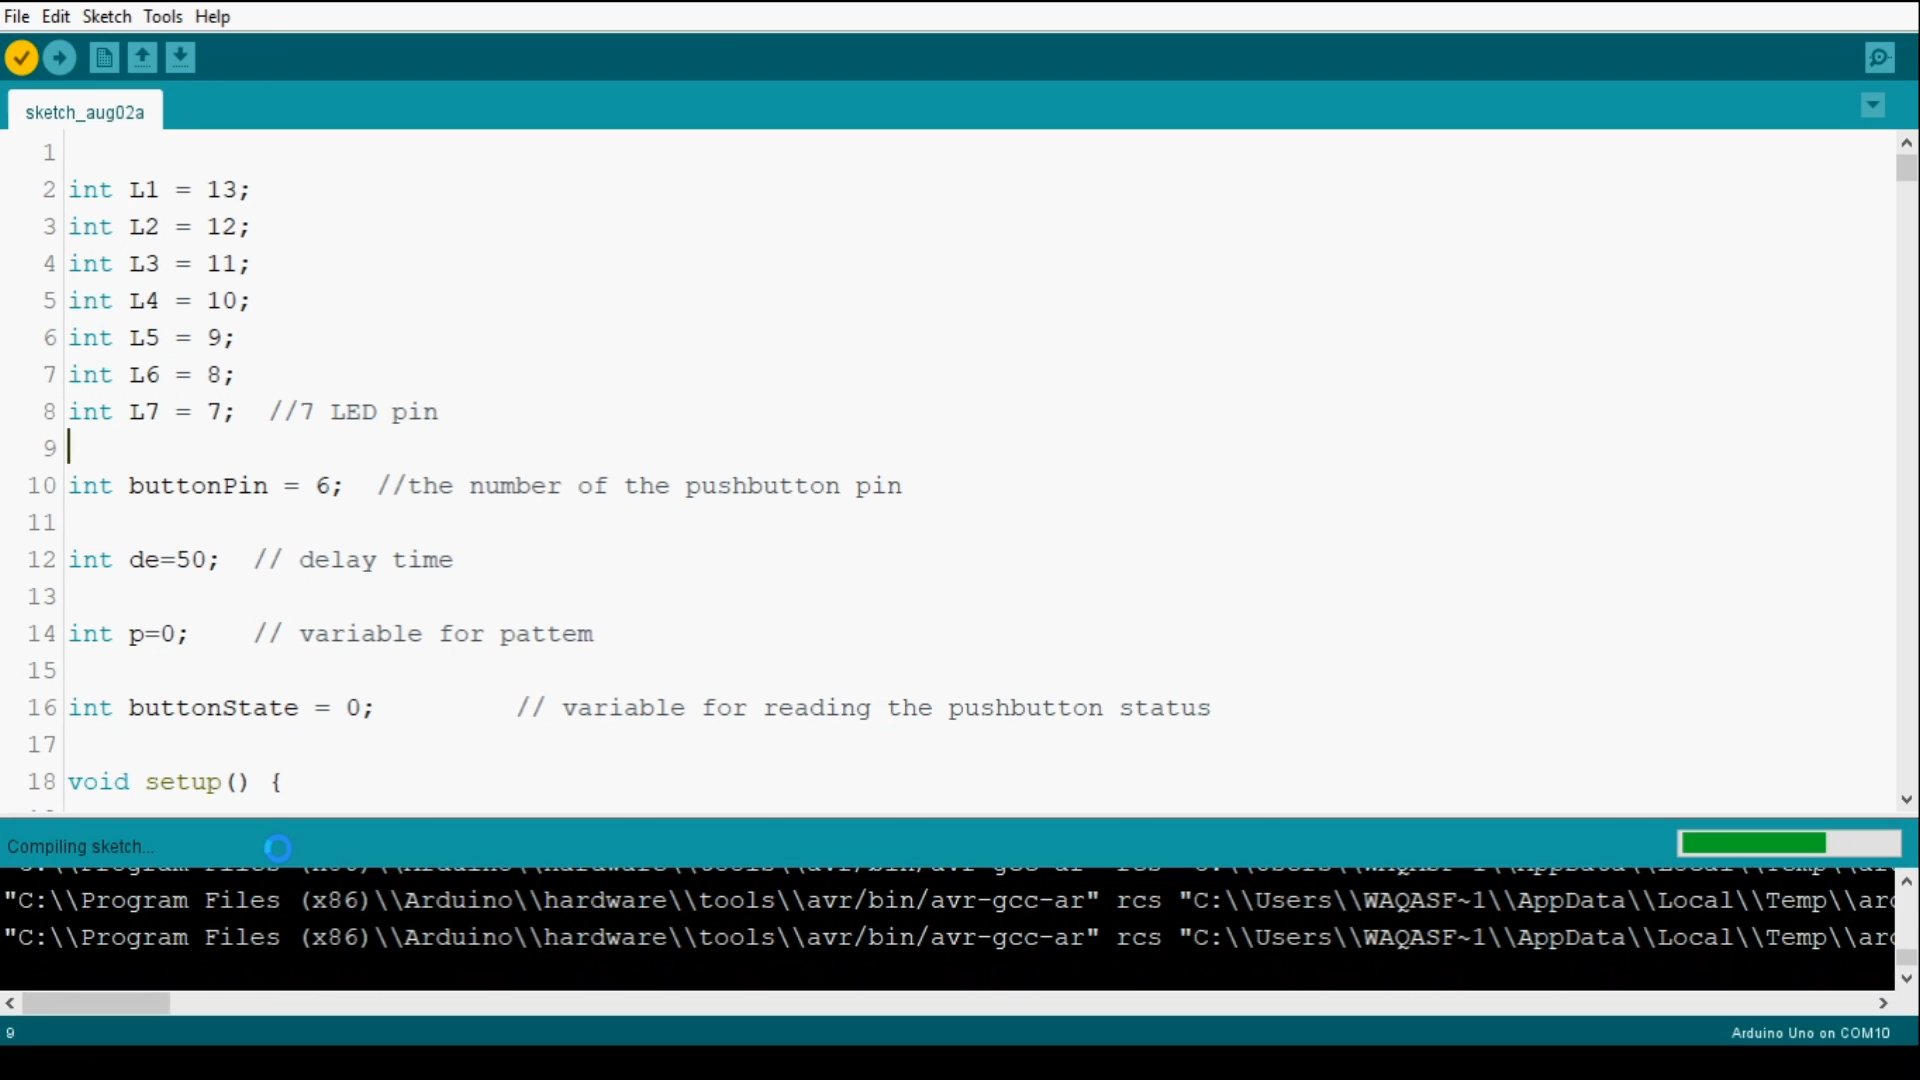 File Edit Sketch Tools Help
sketch_aug02a
1
2 int L1 = 13;
3 int L2 = 12;
4 int L3 = 11;
5 int L4 = 10;
6 int L5 = 9;
7 int L6 = 8;
8 int L7 = 7;  //7 LED pin
9
10 int buttonPin = 6;  //the number of the pushbutton pin
11
12 int de=50;  // delay time
13
14 int p=0;    // variable for pattem
15
16 int buttonState = 0;         // variable for reading the pushbutton status
17
18 void setup() {
Compiling sketch...
"C:\\Program Files (x86)\\Arduino\\hardware\\tools\\avr/bin/avr-gcc-ar" rcs "C:\\Users\\WAQASF~1\\AppData\\Local\\Temp\\
"C:\\Program Files (x86)\\Arduino\\hardware\\tools\\avr/bin/avr-gcc-ar" rcs "C:\\Users\\WAQASF~1\\AppData\\Local\\Temp\\
9
Arduino Uno on COM10